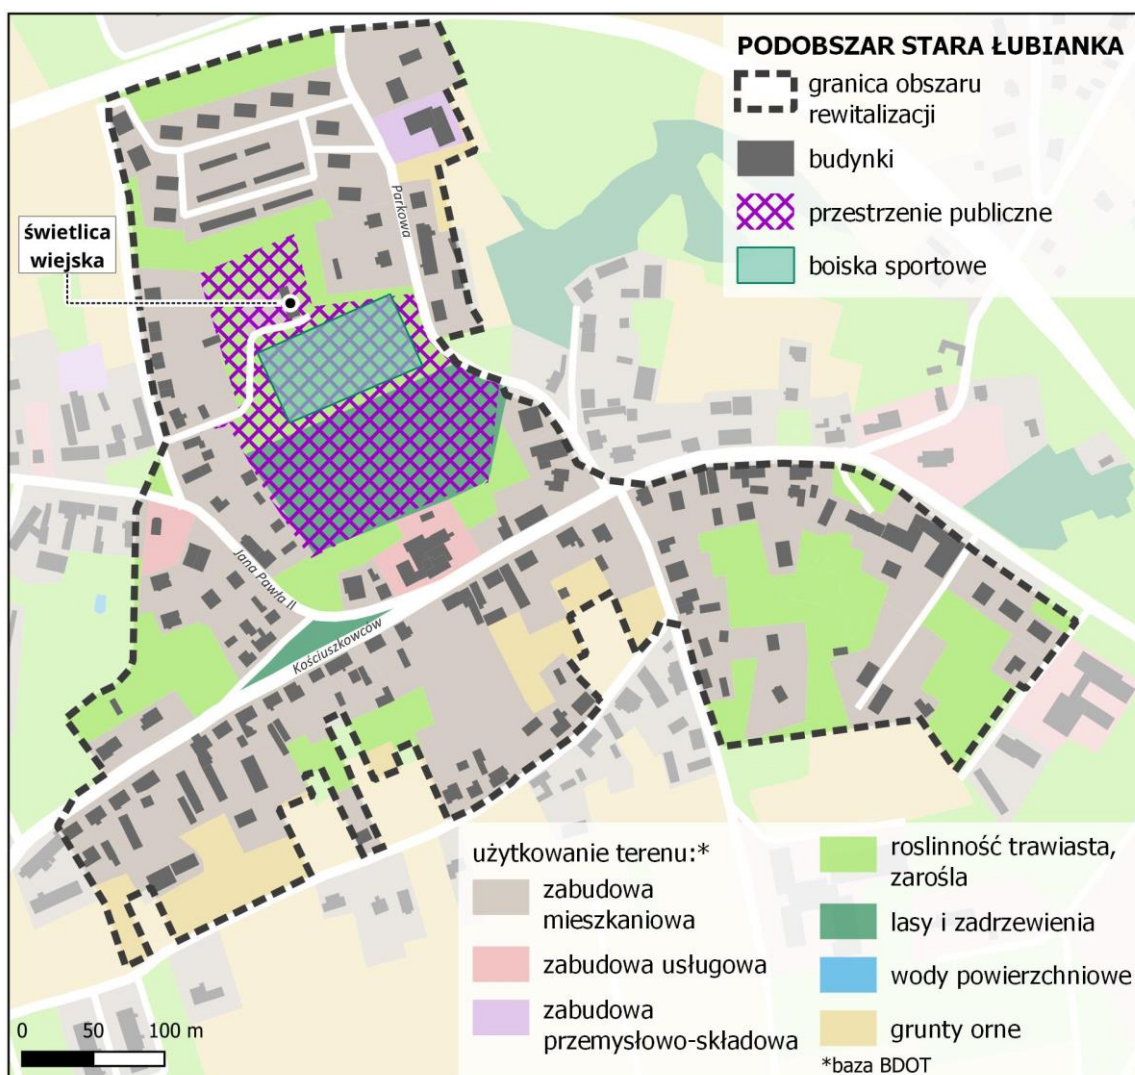 PODOBSZAR STARA ŁUBIANKA
granica obszaru
rewitalizacji
budynki
przestrzenie publiczne
boiska sportowe
świetlica
wiejska
Parkowa
Jana Pawła II
Kościuszkowców
użytkowanie terenu:*
zabudowa
mieszkaniowa
zabudowa usługowa
zabudowa
przemysłowo-składowa
roslinność trawiasta,
zarośla
lasy i zadrzewienia
wody powierzchniowe
grunty orne
*baza BDOT
0 50 100 m